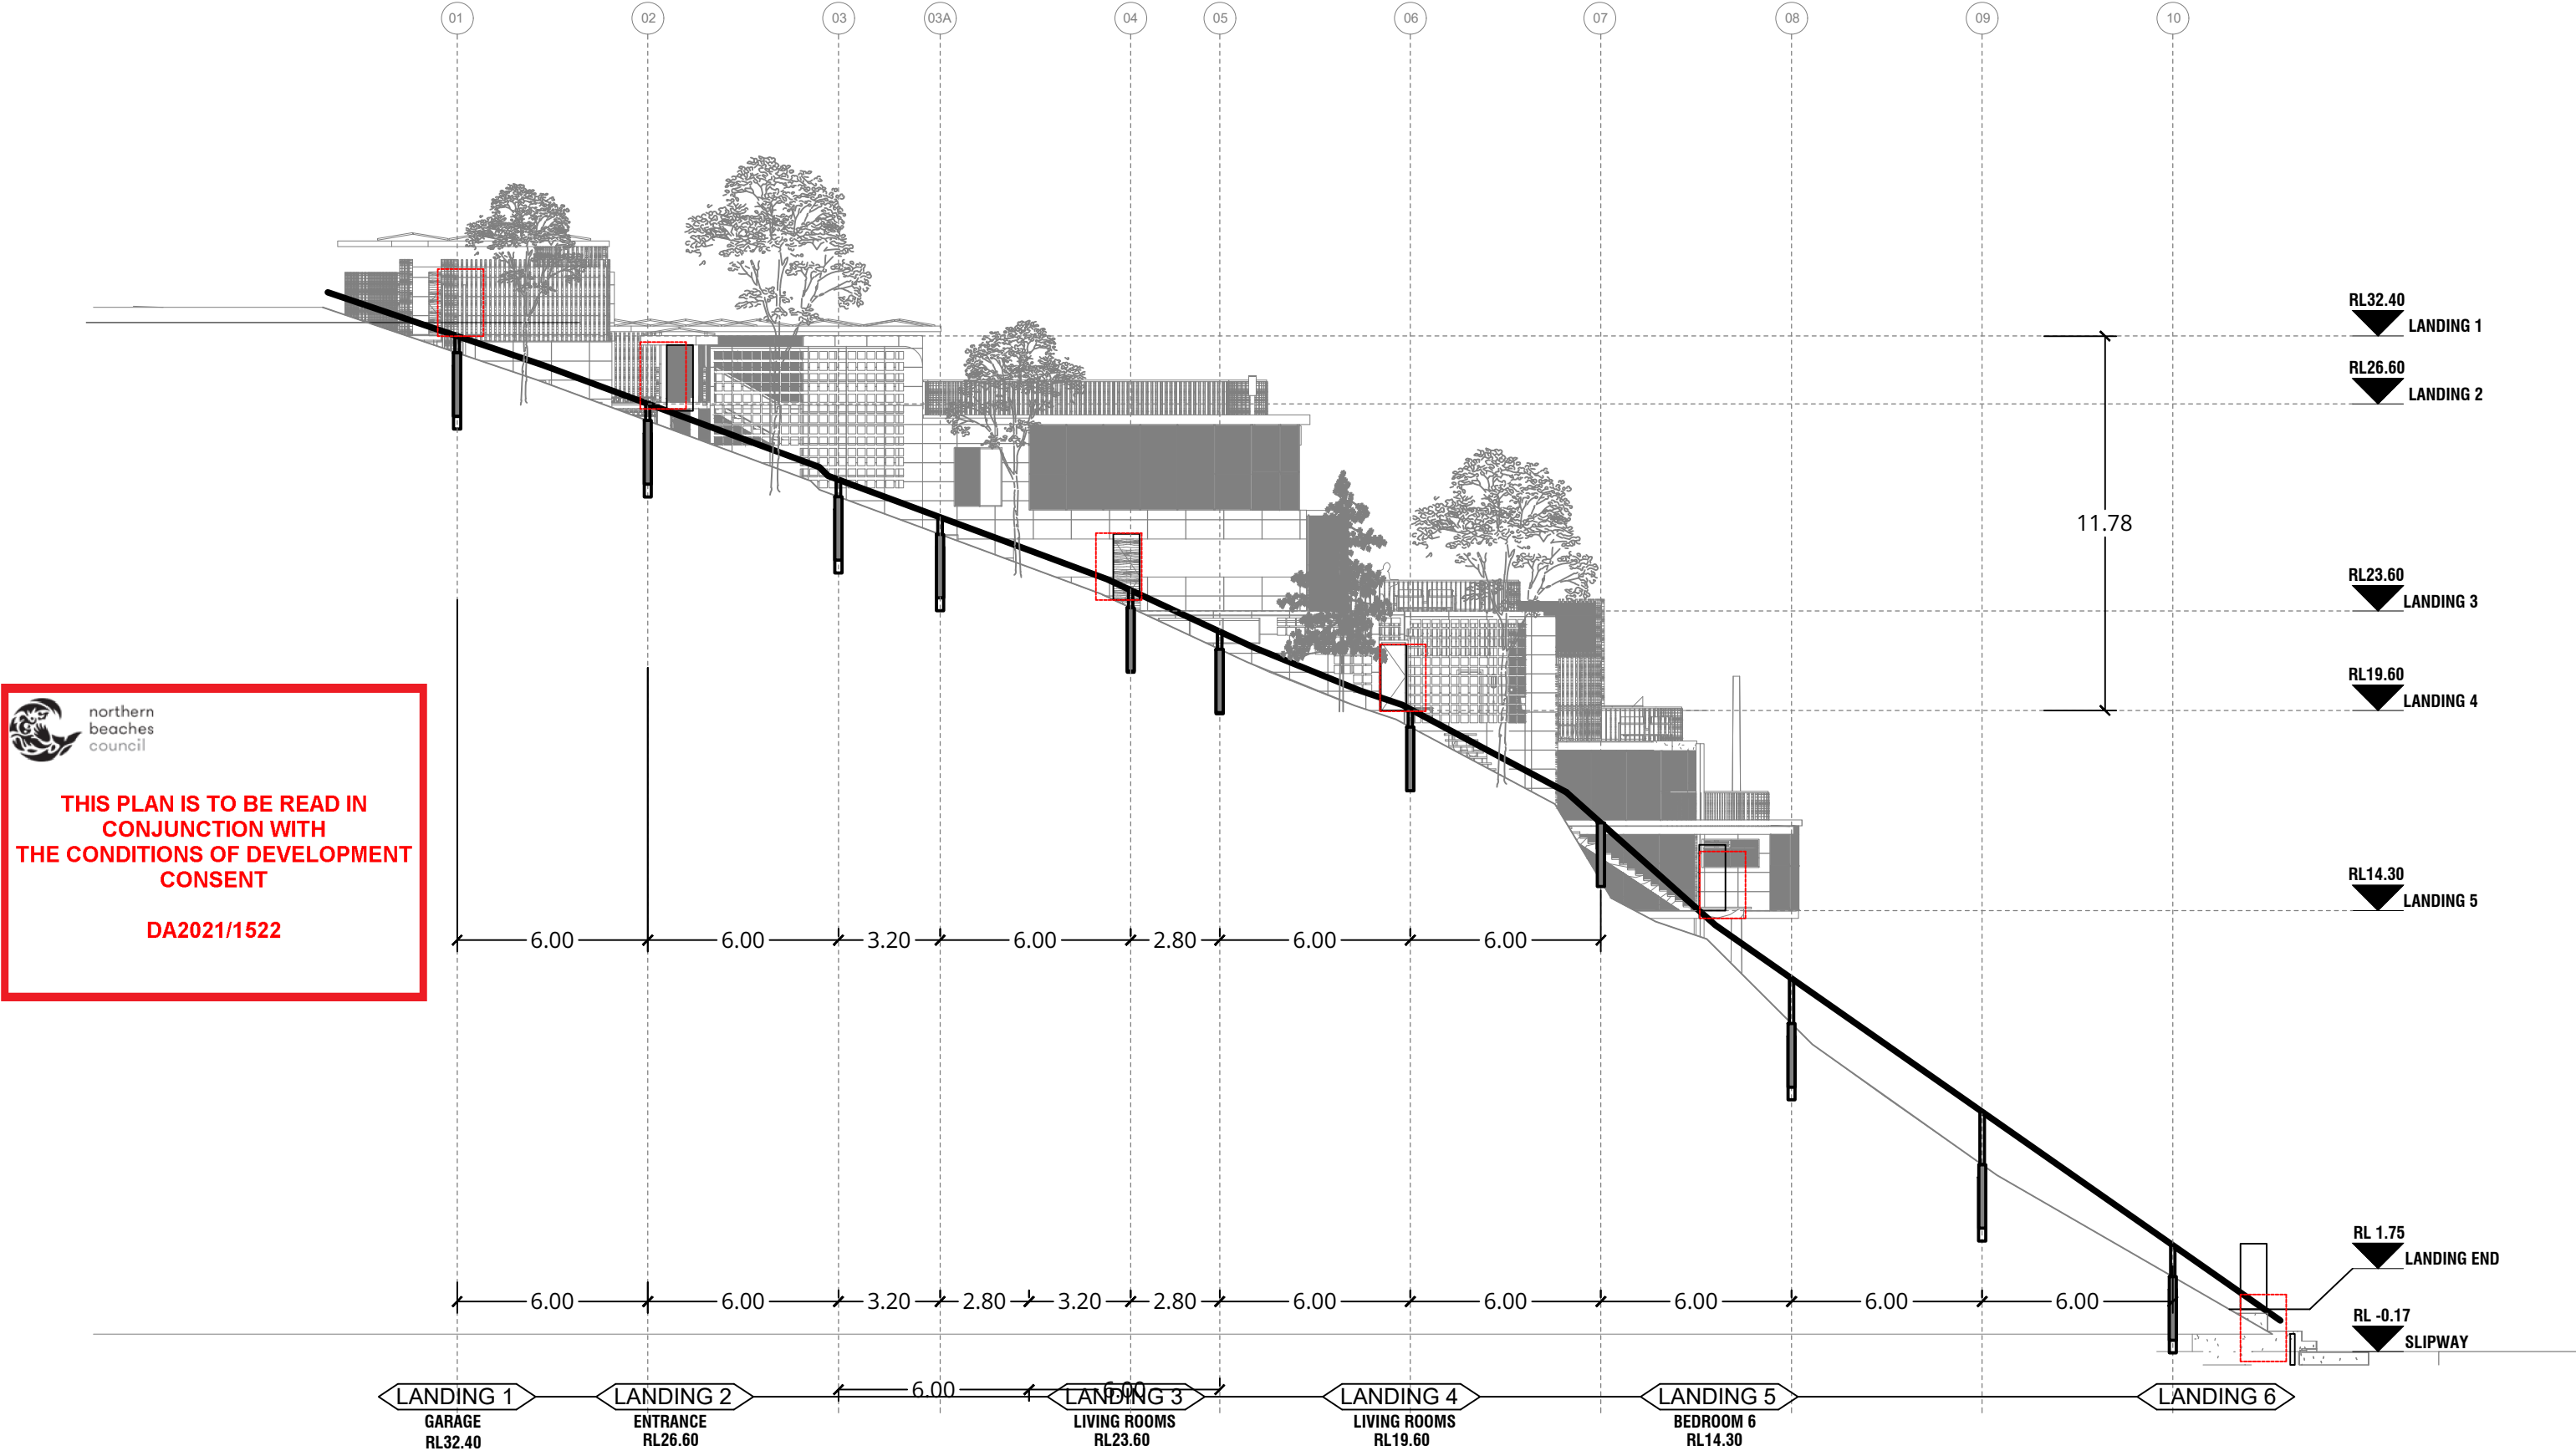 01 02 03 03A 04 05 06 07 08 09 10
RL32.40
LANDING 1
RL26.60
LANDING 2
11.78
RL23.60
LANDING 3
RL19.60
LANDING 4
RL14.30
LANDING 5
northern
beaches
council
THIS PLAN IS TO BE READ IN
CONJUNCTION WITH
THE CONDITIONS OF DEVELOPMENT
CONSENT
DA2021/1522
6.00 6.00 3.20 6.00 2.80 6.00 6.00
RL 1.75
LANDING END
6.00 6.00 3.20 2.80 3.20 2.80 6.00 6.00 6.00 6.00 6.00
RL -0.17
SLIPWAY
6.00 6.00
LANDING 1 LANDING 2 LANDING 3 LANDING 4 LANDING 5 LANDING 6
GARAGE ENTRANCE LIVING ROOMS LIVING ROOMS BEDROOM 6
RL32.40 RL26.60 RL23.60 RL19.60 RL14.30